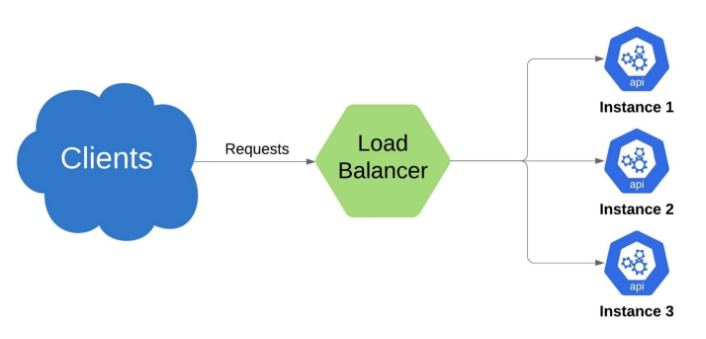 Clients
Requests
Load
Balancer
api
Instance 1
api
Instance 2
api
Instance 3